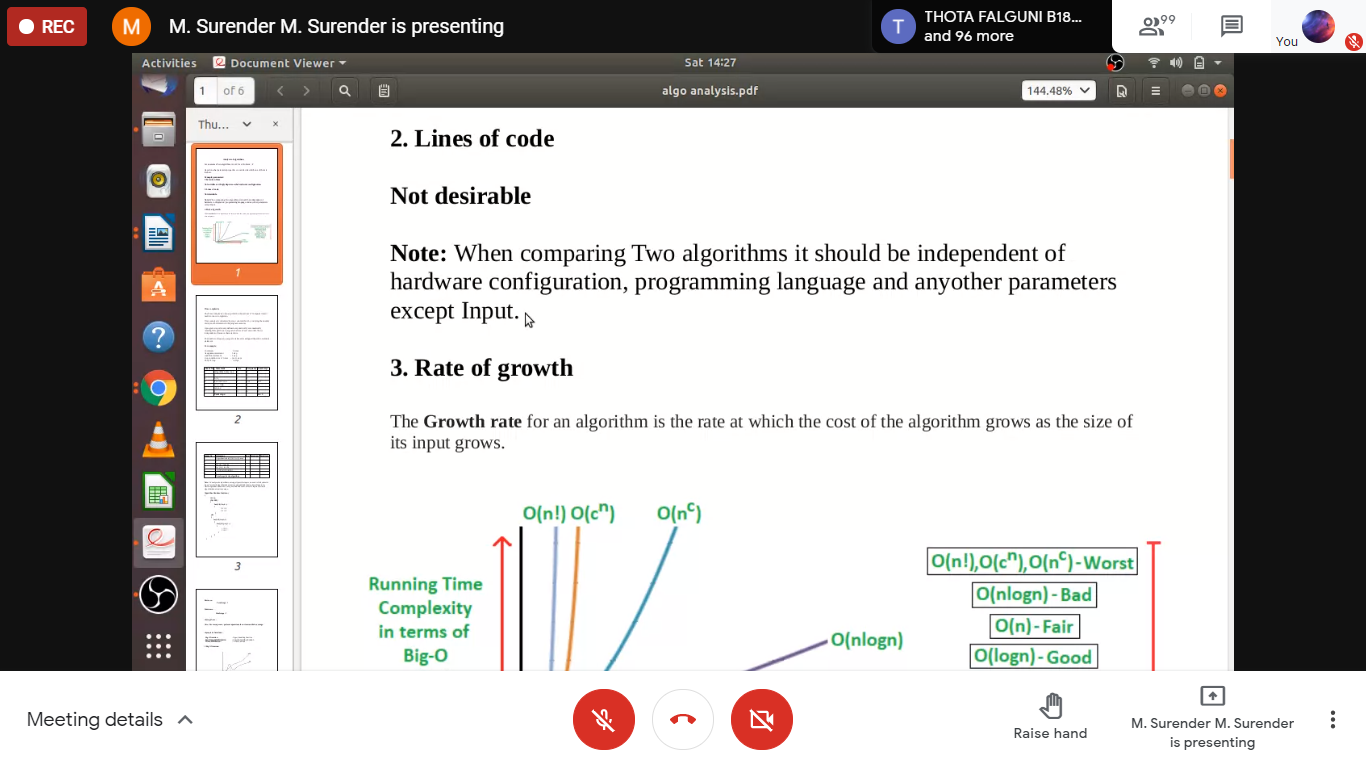 REC
M
M. Surender M. Surender is presenting
T
THOTA FALGUNI B18...
and 96 more
99
You
Activities
Document Viewer
Sat 14:27
1
of 6
algo analysis.pdf
144.48%
Thu...
1
2
3
2. Lines of code
Not desirable
Note: When comparing Two algorithms it should be independent of
hardware configuration, programming language and anyother parameters
except Input.
3. Rate of growth
The Growth rate for an algorithm is the rate at which the cost of the algorithm grows as the size of
its input grows.
O(n!) O(cⁿ) O(nᶜ)
Running Time
Complexity
in terms of
Big-O
O(nlogn)
O(n!),O(cⁿ),O(nᶜ)-Worst
O(nlogn)-Bad
O(n)-Fair
O(logn)-Good
Meeting details
Raise hand
M. Surender M. Surender
is presenting